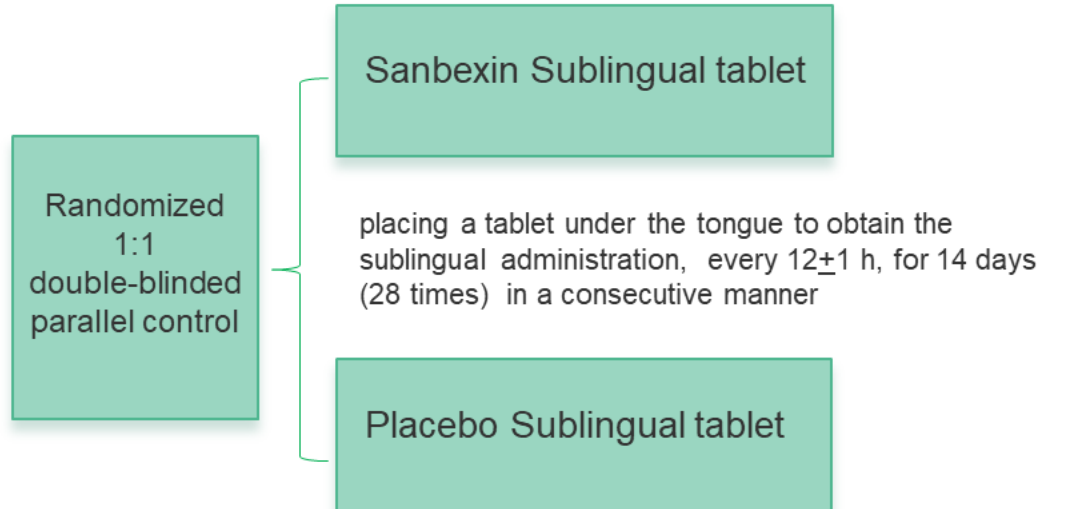 Randomized
1:1
double-blinded
parallel control
Sanbexin Sublingual tablet
placing a tablet under the tongue to obtain the
sublingual administration, every 12±1 h, for 14 days
(28 times) in a consecutive manner
Placebo Sublingual tablet